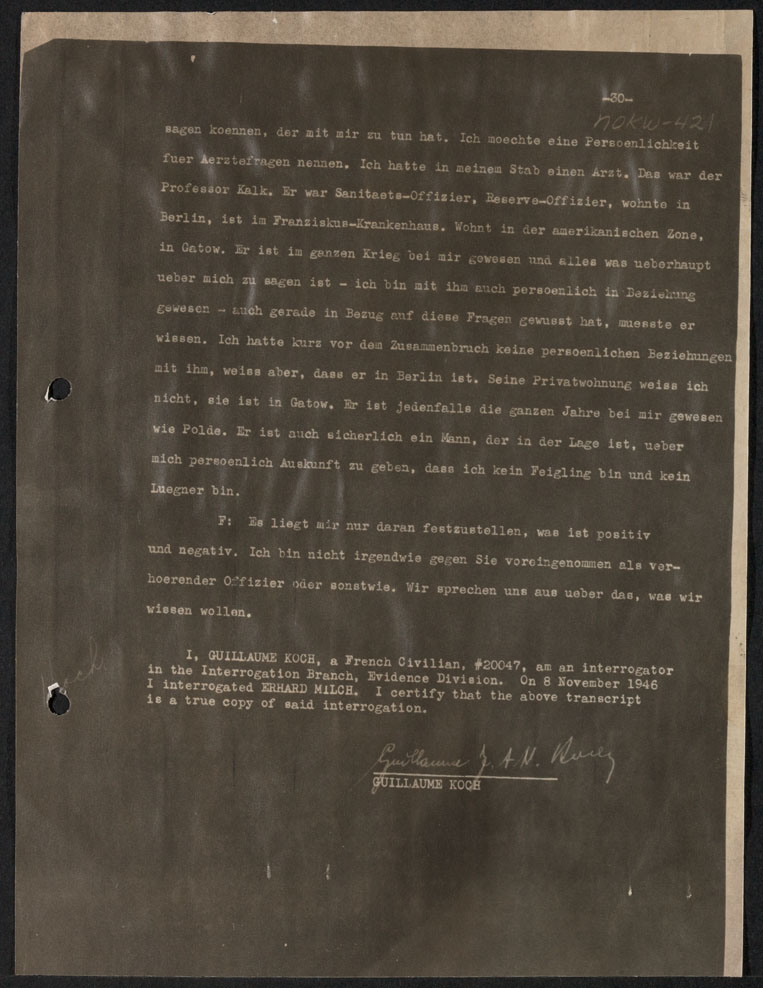 -30-
NOKW-421
sagen koennen, der mit mir zu tun hat. Ich moechte eine Persoenlichkeit
fuer Aerztefragen nennen. Ich hatte in meinem Stab einen Arzt. Das war der
Professor Kalk. Er war Sanitaets-Offizier, Reserve-Offizier, wohnte in
Berlin, ist im Franziskus-Krankenhaus. Wohnt in der amerikanischen Zone,
in Gatow. Er ist im ganzen Krieg bei mir gewesen und alles was ueberhaupt
ueber mich zu sagen ist - ich bin mit ihm auch persoenlich in Beziehung
gewesen - auch gerade in Bezug auf diese Fragen gewusst hat, muesste er
wissen. Ich hatte kurz vor dem Zusammenbruch keine persoenlichen Beziehungen
mit ihm, weiss aber, dass er in Berlin ist. Seine Privatwohnung weiss ich
nicht, sie ist in Gatow. Er ist jedenfalls die ganzen Jahre bei mir gewesen
wie Polde. Er ist auch sicherlich ein Mann, der in der Lage ist, ueber
mich persoenlich Auskunft zu geben, dass ich kein Feigling bin und kein
Luegner bin.
F: Es liegt mir nur daran festzustellen, was ist positiv
und negativ. Ich bin nicht irgendwie gegen Sie voreingenommen als ver-
hoerender Offizier oder sonstwie. Wir sprechen uns aus ueber das, was wir
wissen wollen.
I, GUILLAUME KOCH, a French Civilian, #20047, am an interrogator
in the Interrogation Branch, Evidence Division. On 8 November 1946
I interrogated ERHARD MILCH. I certify that the above transcript
is a true copy of said interrogation.
Guillaume J. A. N.
GUILLAUME KOCH